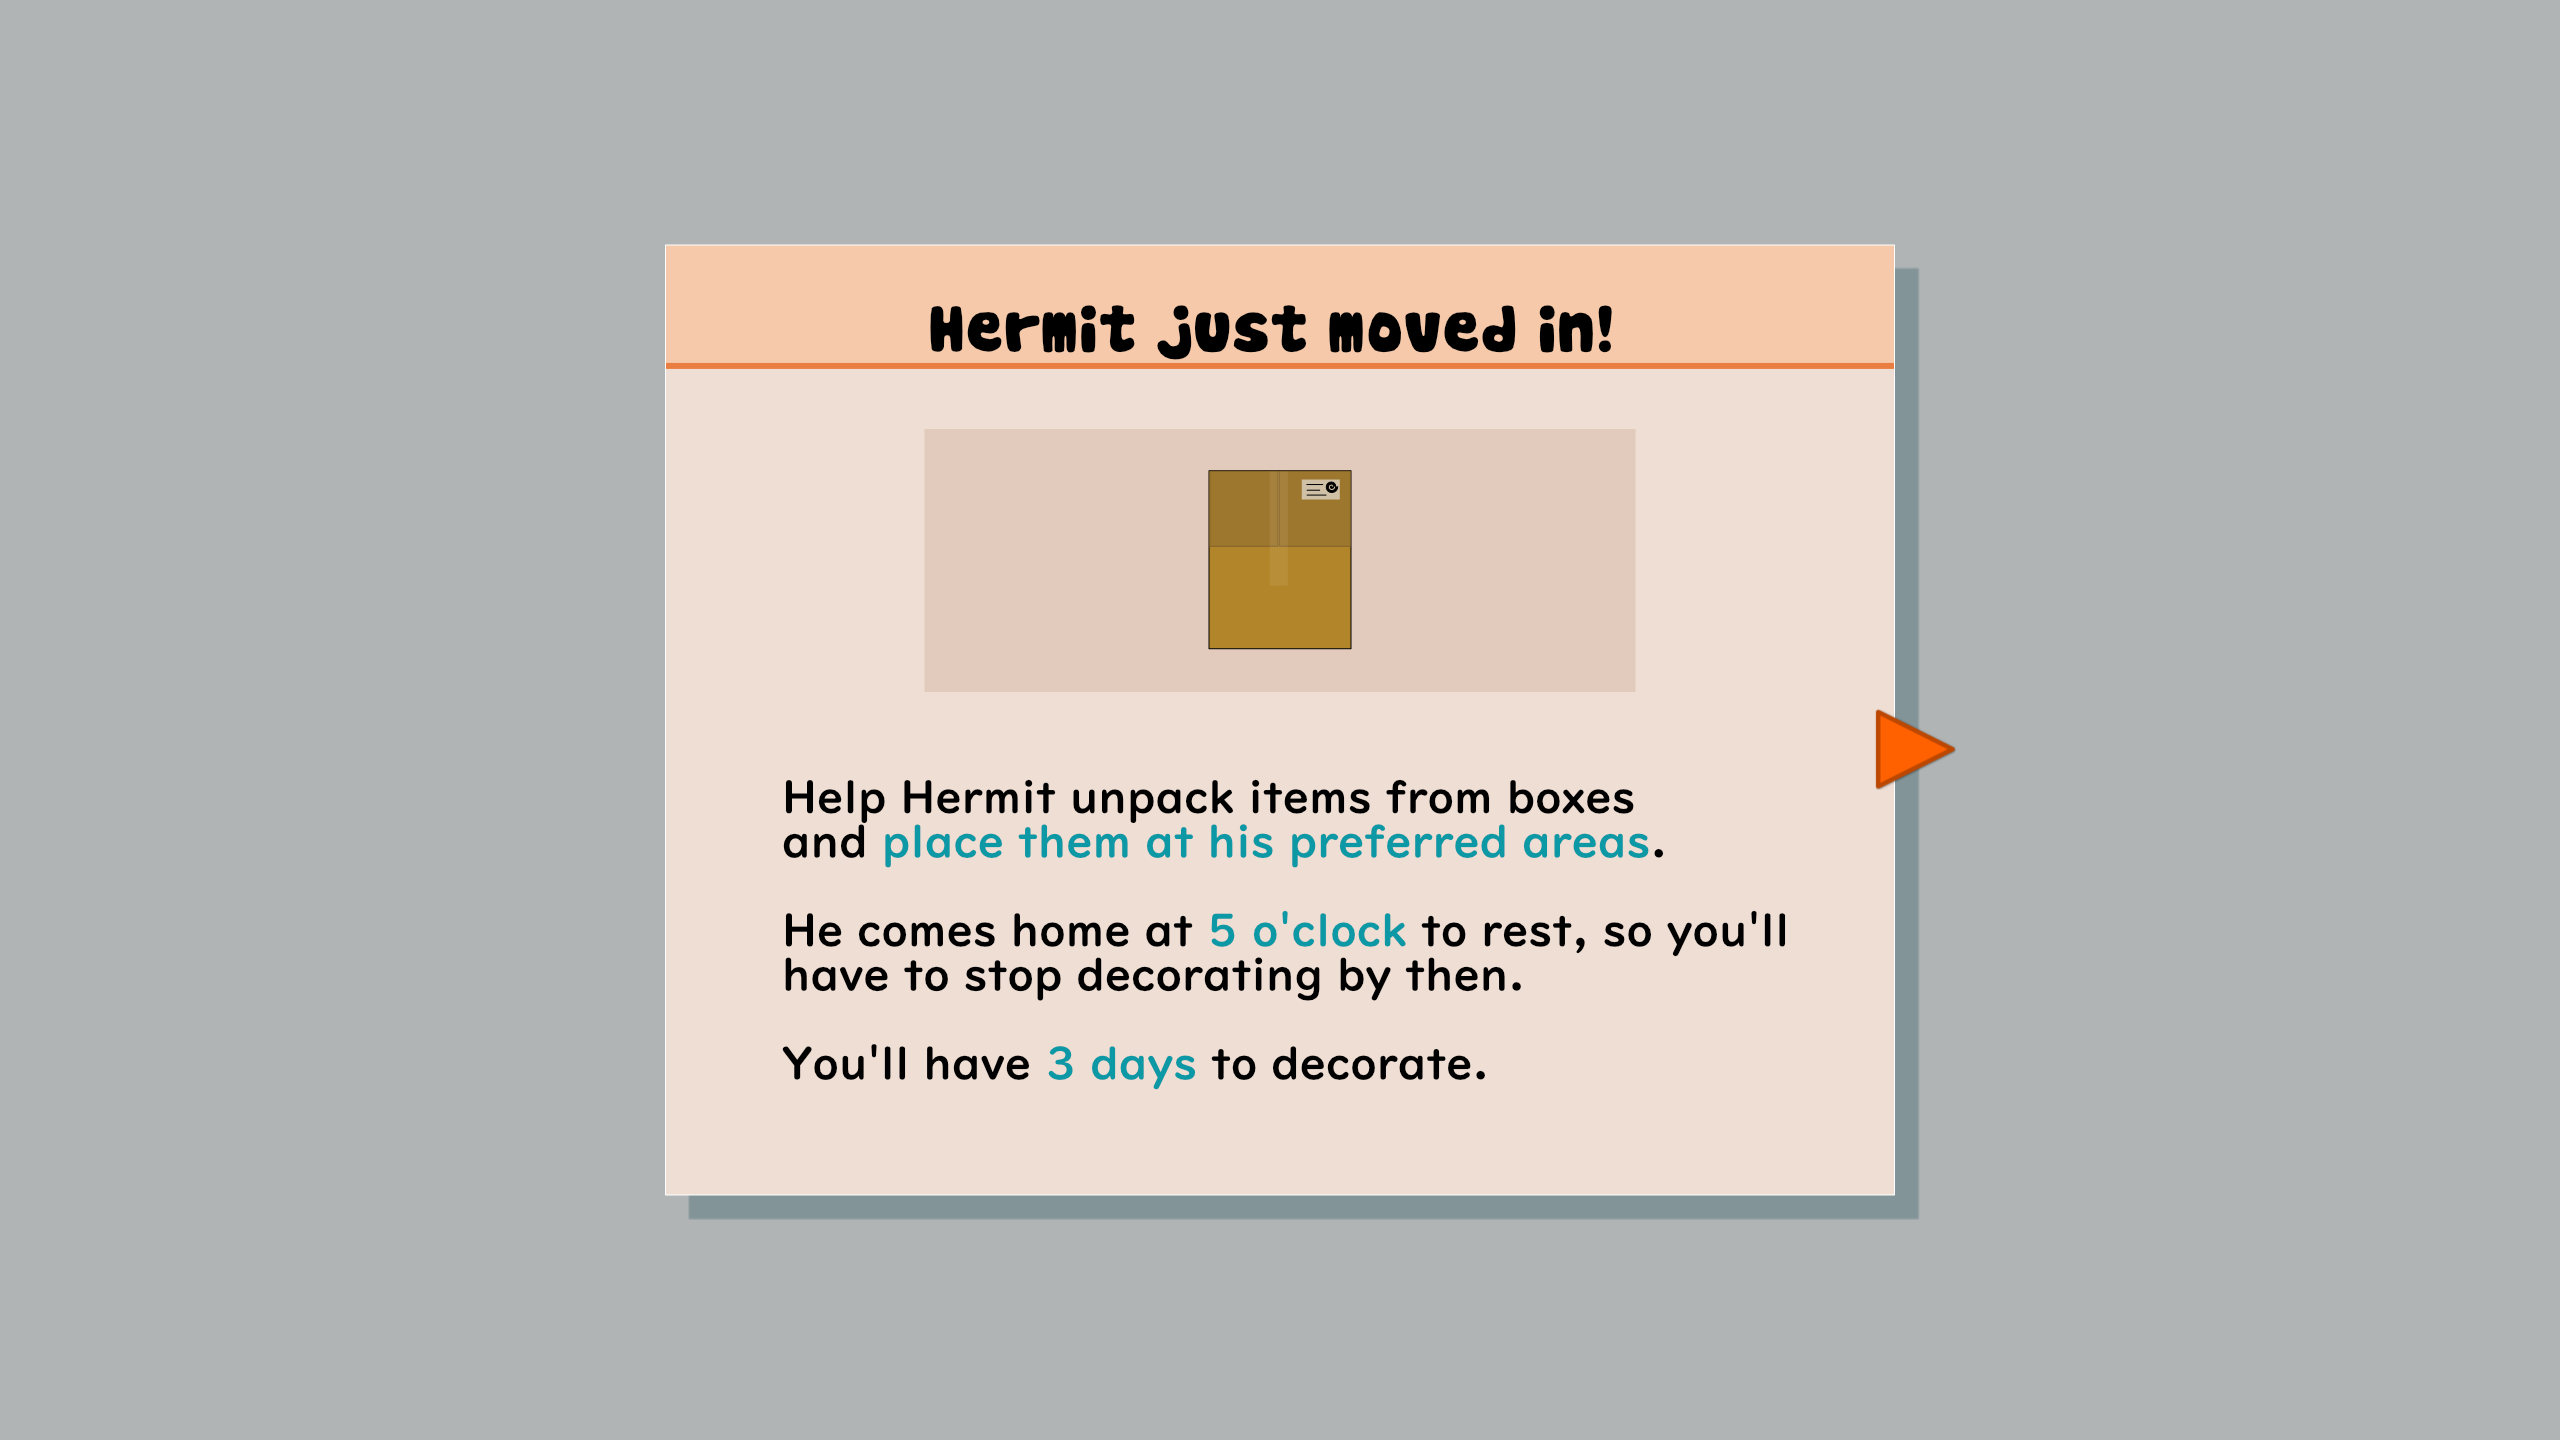 Hermit just moved in!
Help Hermit unpack items from boxes
and place them at his preferred areas.
He comes home at 5 o'clock to rest, so you'll
have to stop decorating by then.
You'll have 3 days to decorate.